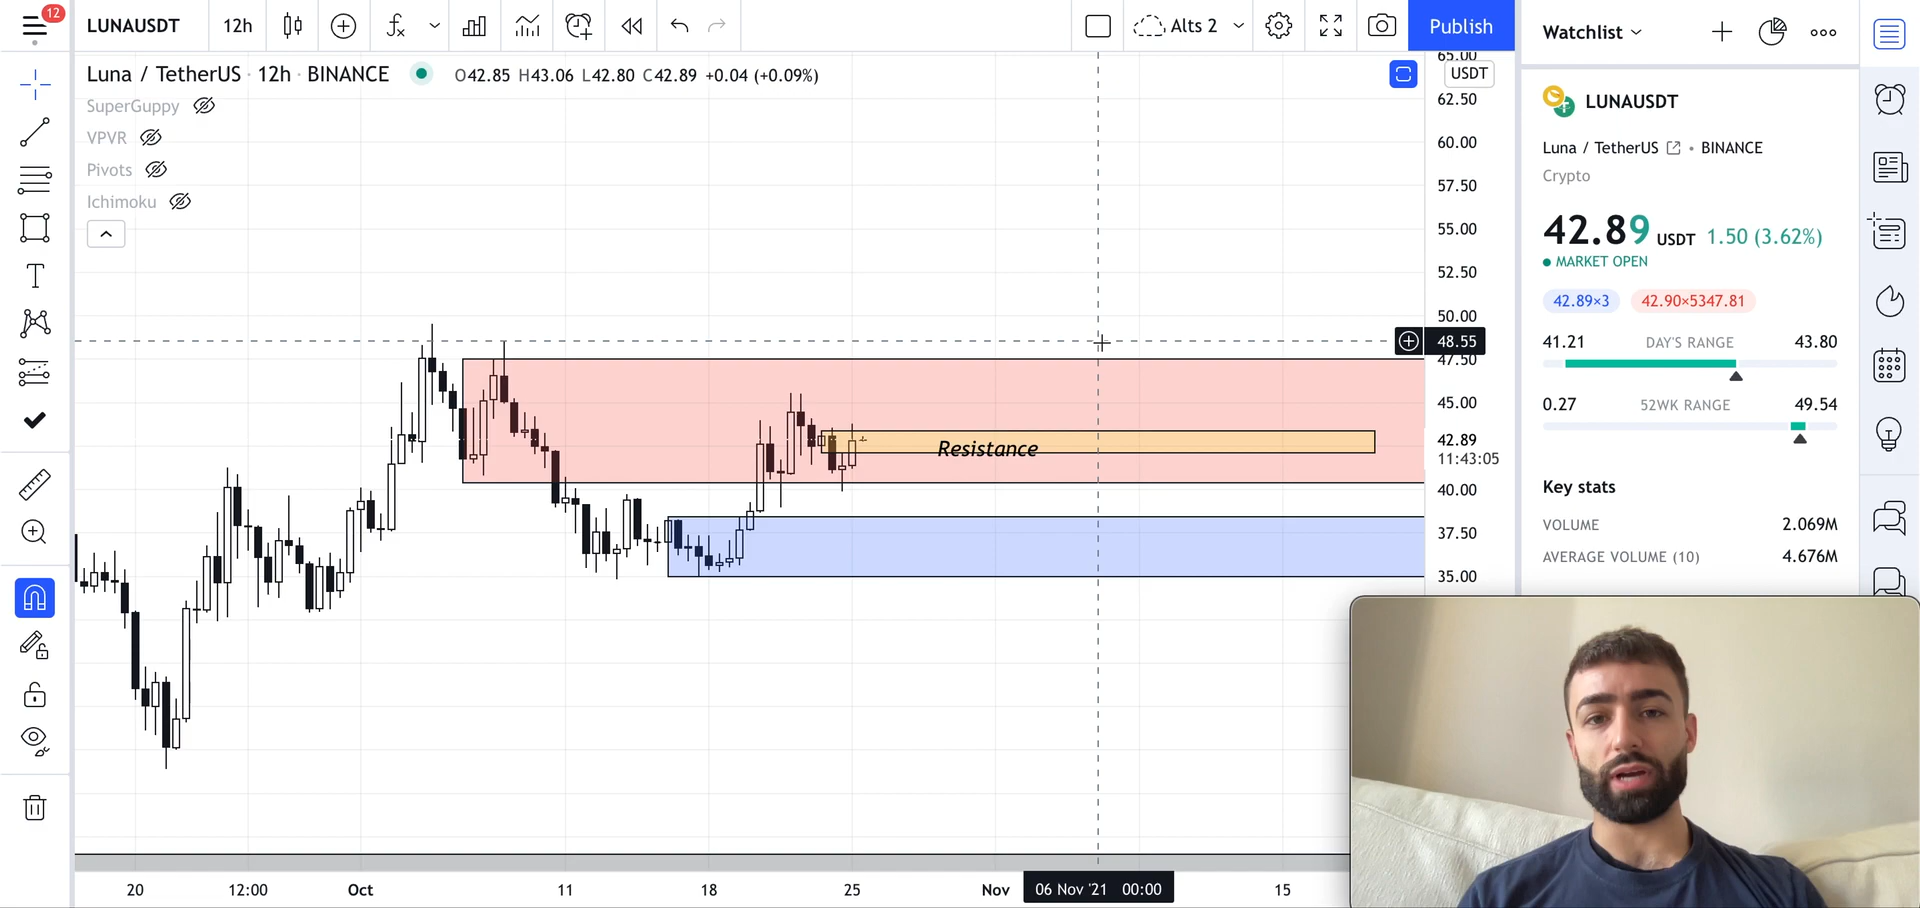 12
LUNAUSDT
12h
Alts 2
Publish
Watchlist
Luna / TetherUS · 12h · BINANCE
O42.85 H43.06 L42.80 C42.89 +0.04 (+0.09%)
SuperGuppy
VPVR
Pivots
Ichimoku
65.00
USDT
62.50
60.00
57.50
55.00
52.50
50.00
48.55
47.50
45.00
42.89
11:43:05
40.00
37.50
35.00
Resistance
20
12:00
Oct
11
18
25
Nov
06 Nov '21 00:00
15
LUNAUSDT
Luna / TetherUS • BINANCE
Crypto
42.89 USDT 1.50 (3.62%)
MARKET OPEN
42.89×3
42.90×5347.81
41.21 DAY'S RANGE 43.80
0.27 52WK RANGE 49.54
Key stats
VOLUME 2.069M
AVERAGE VOLUME (10) 4.676M